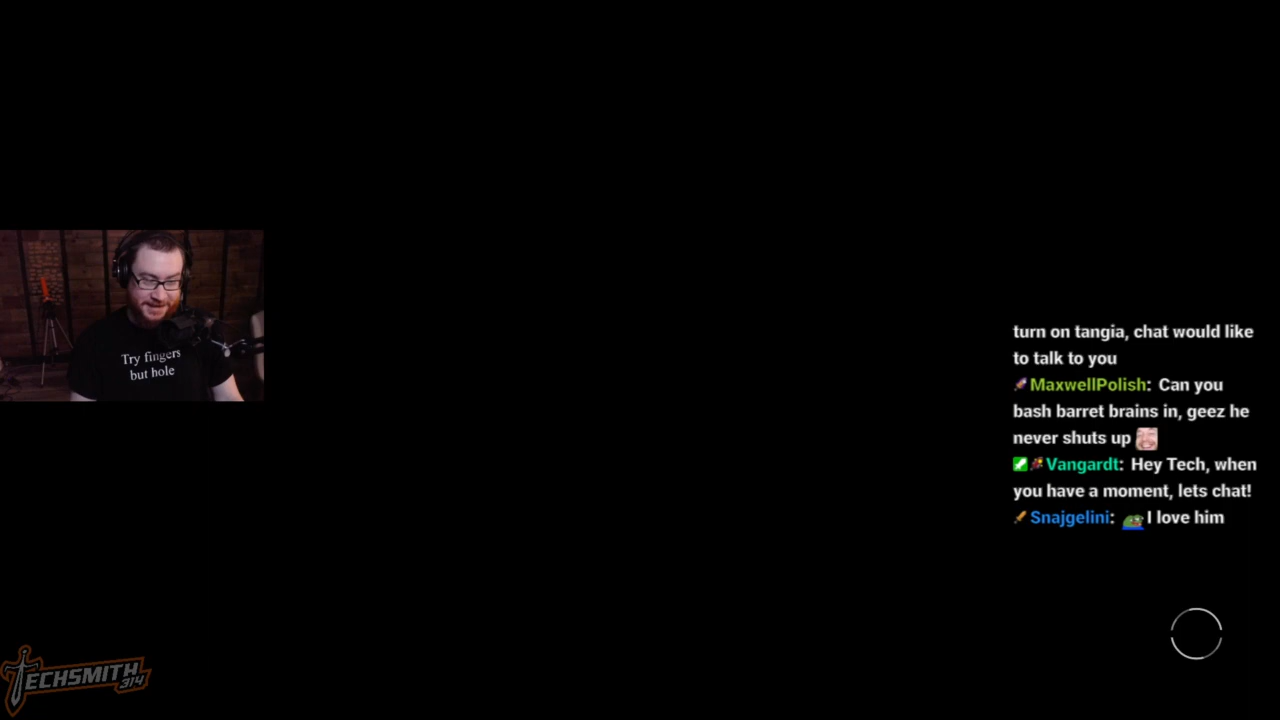 Try fingers
but hole
turn on tangia, chat would like
to talk to you
MaxwellPolish: Can you
bash barret brains in, geez he
never shuts up
Vangardt: Hey Tech, when
you have a moment, lets chat!
Snajgelini: I love him
TECHSMITH
314